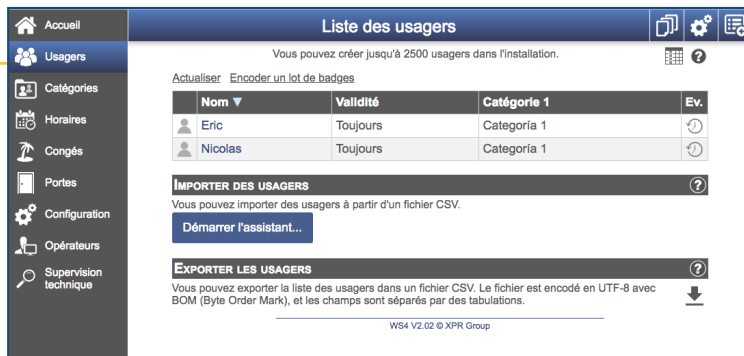 Accueil
Liste des usagers
Usagers
Vous pouvez créer jusqu'à 2500 usagers dans l'installation.
Catégories
Actualiser Encoder un lot de badges
Nom ▼ Validité Catégorie 1 Ev.
Horaires
Eric Toujours Categoría 1
Congés
Nicolas Toujours Categoría 1
Portes
IMPORTER DES USAGERS
Vous pouvez importer des usagers à partir d'un fichier CSV.
Configuration
Démarrer l'assistant...
Opérateurs
EXPORTER LES USAGERS
Supervision
technique
Vous pouvez exporter la liste des usagers dans un fichier CSV. Le fichier est encodé en UTF-8 avec
BOM (Byte Order Mark), et les champs sont séparés par des tabulations.
WS4 V2.02 © XPR Group